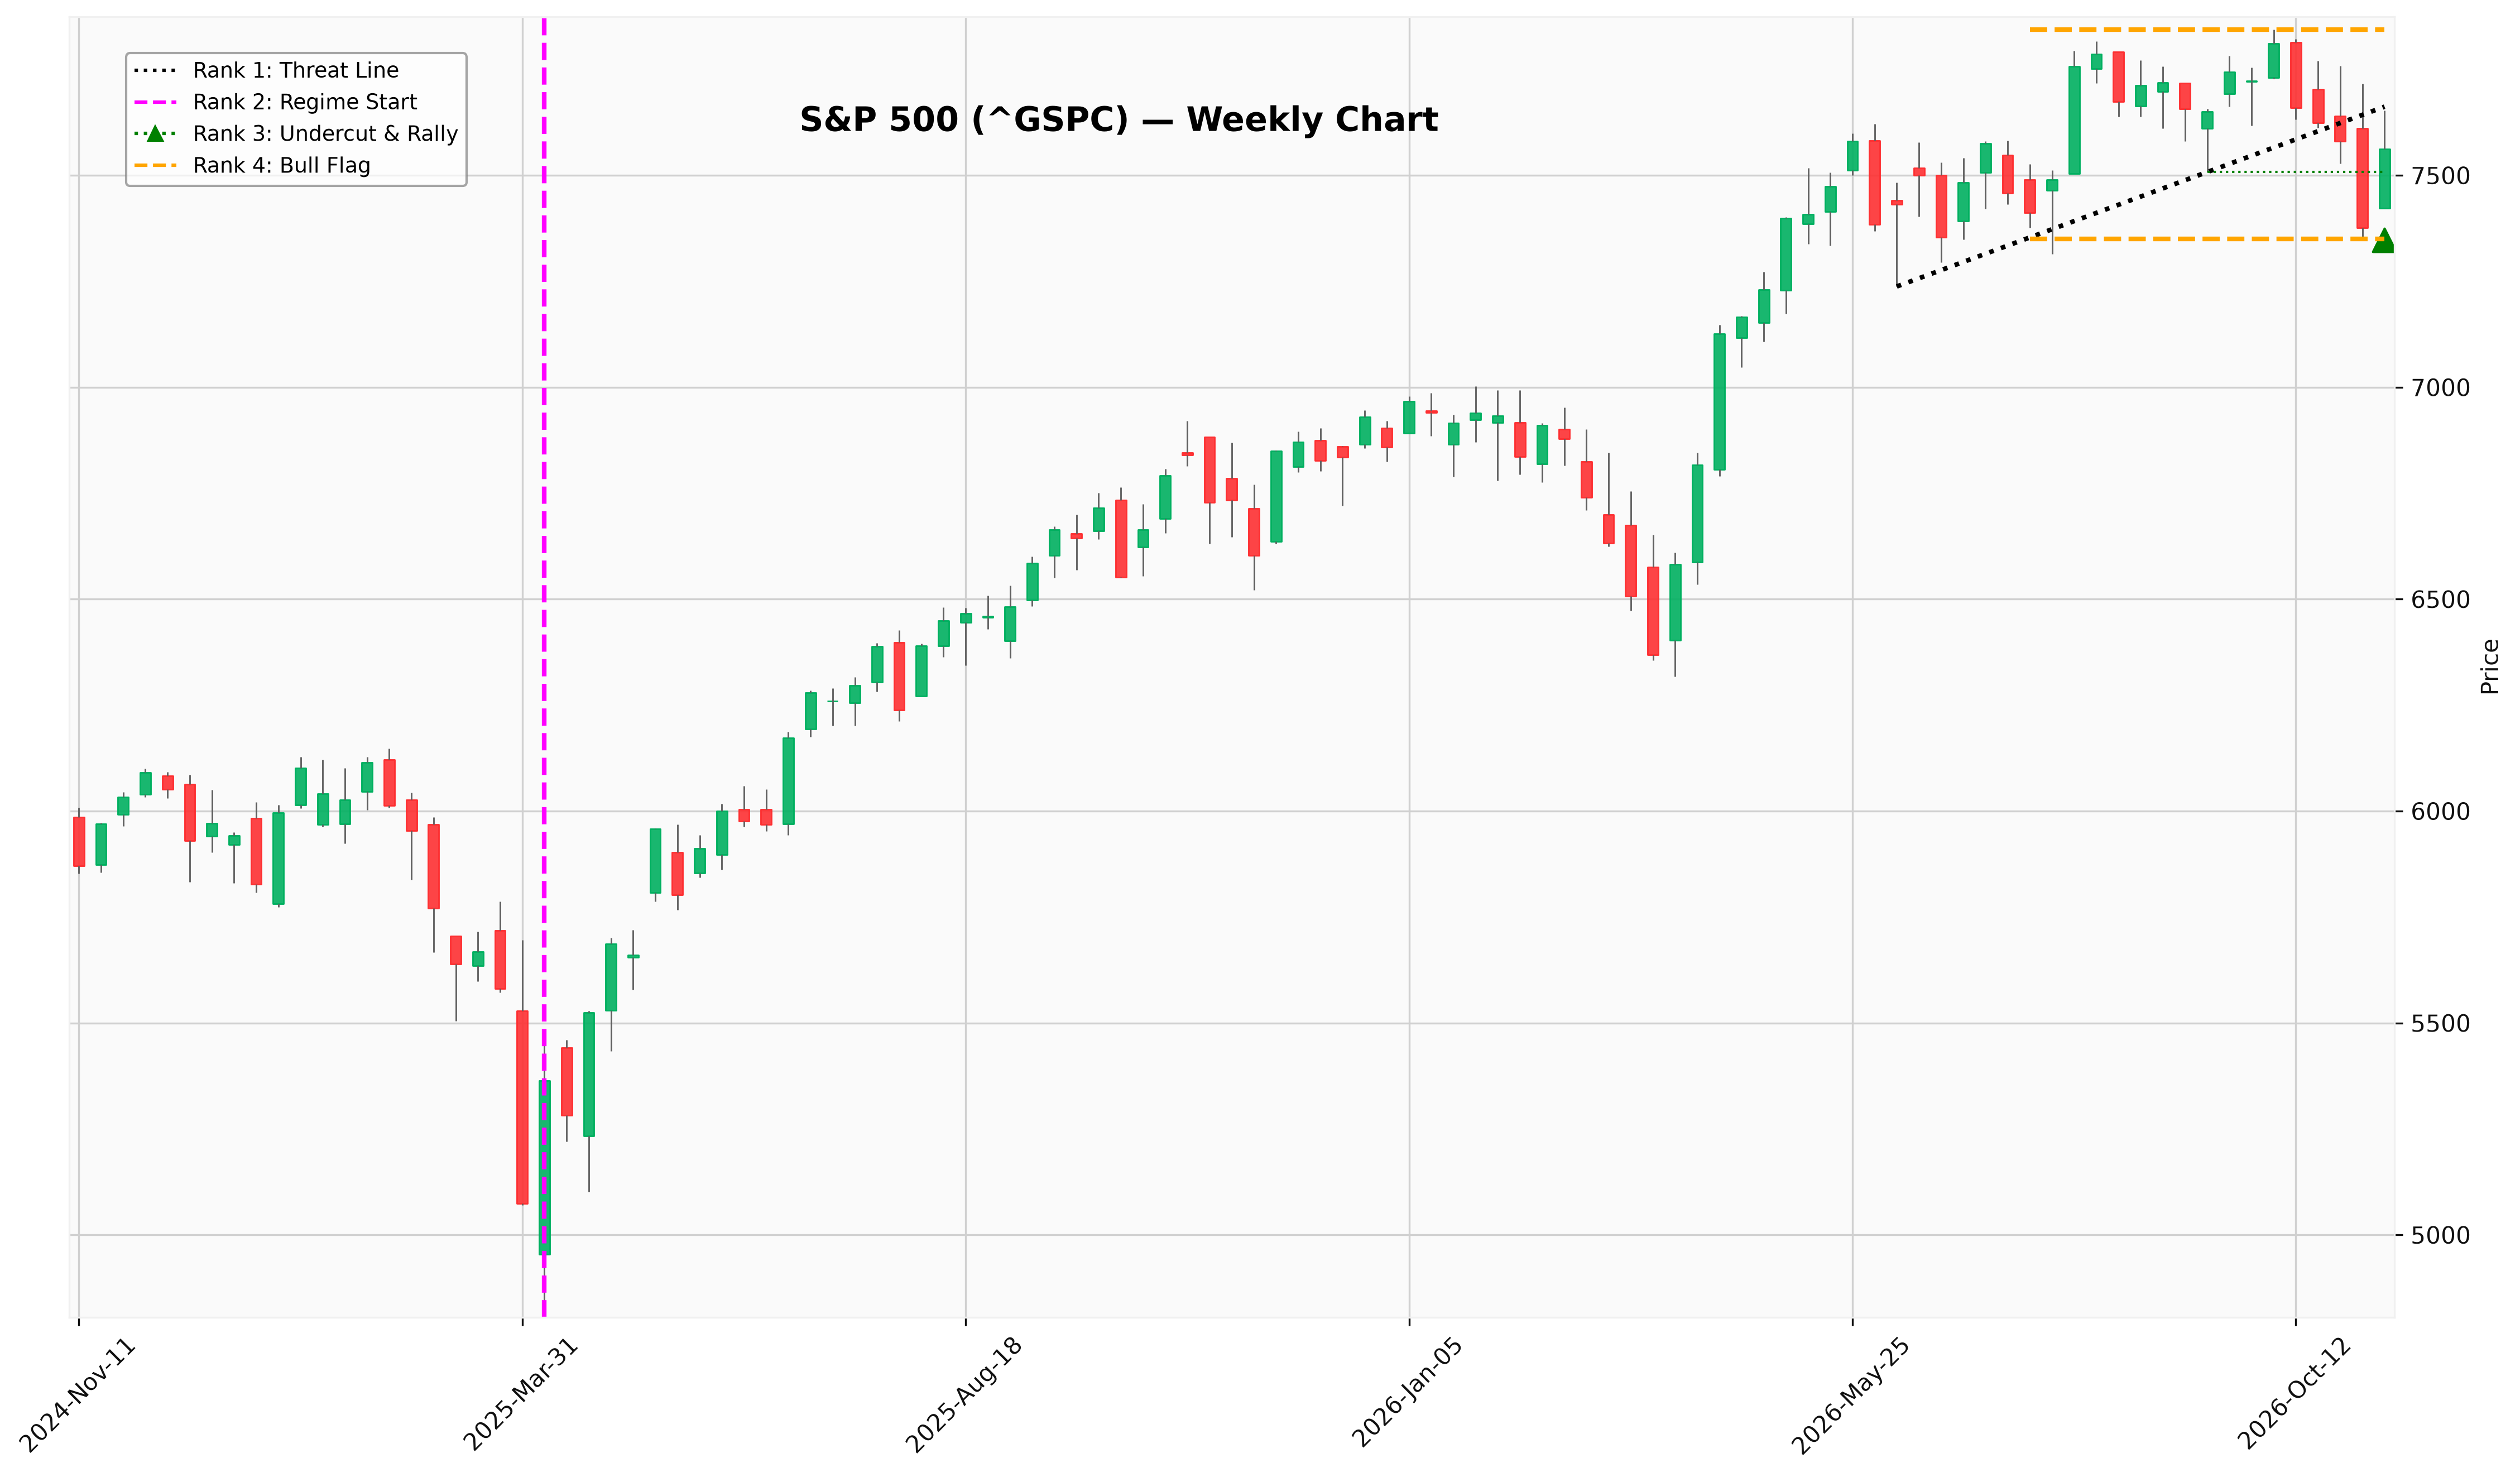 Rank 1: Threat Line
Rank 2: Regime Start
Rank 3: Undercut & Rally
Rank 4: Bull Flag
S&P 500 (^GSPC) — Weekly Chart
7500
7000
6500
6000
5500
5000
Price
2024-Nov-11
2025-Mar-31
2025-Aug-18
2026-Jan-05
2026-May-25
2026-Oct-12